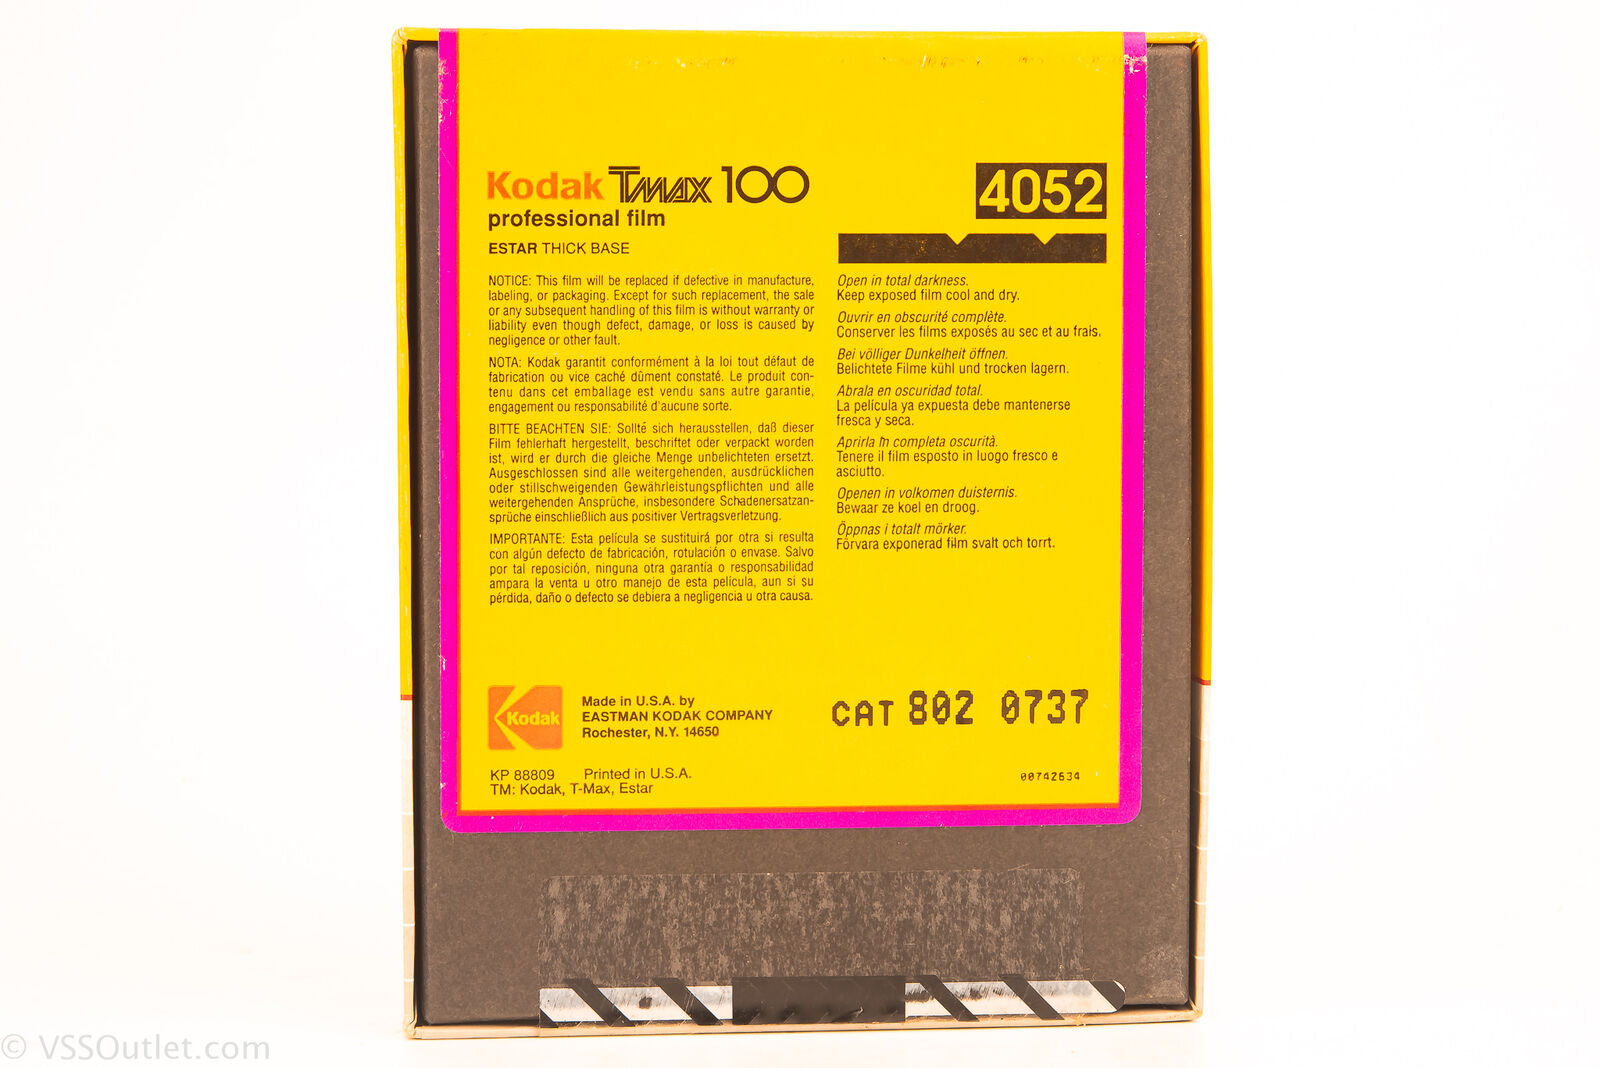 Kodak TMAX 100
professional film
ESTAR THICK BASE
NOTICE: This film will be replaced if defective in manufacture,
labeling, or packaging. Except for such replacement, the sale
or any subsequent handling of this film is without warranty or
liability even though defect, damage, or loss is caused by
negligence or other fault.
NOTA: Kodak garantit conformément à la loi tout défaut de
fabrication ou vice caché dûment constaté. Le produit con-
tenu dans cet emballage est vendu sans autre garantie,
engagement ou responsabilité d'aucune sorte.
BITTE BEACHTEN SIE: Sollte sich herausstellen, daß dieser
Film fehlerhaft hergestellt, beschriftet oder verpackt worden
ist, wird er durch die gleiche Menge unbelichteten ersetzt.
Ausgeschlossen sind alle weitergehenden, ausdrücklichen
oder stillschweigenden Gewährleistungspflichten und alle
weitergehenden Ansprüche, insbesondere Schadenersatzan-
sprüche einschließlich aus positiver Vertragsverletzung.
IMPORTANTE: Esta película se sustituirá por otra si resulta
con algún defecto de fabricación, rotulación o envase. Salvo
por tal reposición, ninguna otra garantía o responsabilidad
ampara la venta u otro manejo de esta película, aun si su
pérdida, daño o defecto se debiera a negligencia u otra causa.
4052
Open in total darkness.
Keep exposed film cool and dry.
Ouvrir en obscurité complète.
Conserver les films exposés au sec et au frais.
Bei völliger Dunkelheit öffnen.
Belichtete Filme kühl und trocken lagern.
Abrala en oscuridad total.
La película ya expuesta debe mantenerse
fresca y seca.
Aprirla in completa oscurità.
Tenere il film esposto in luogo fresco e
asciutto.
Openen in volkomen duisternis.
Bewaar ze koel en droog.
Öppnas i totalt mörker.
Förvara exponerad film svalt och torrt.
Kodak
Made in U.S.A. by
EASTMAN KODAK COMPANY
Rochester, N.Y. 14650
CAT 802 0737
KP 88809 Printed in U.S.A.
TM: Kodak, T-Max, Estar
00742634
© VSSOutlet.com